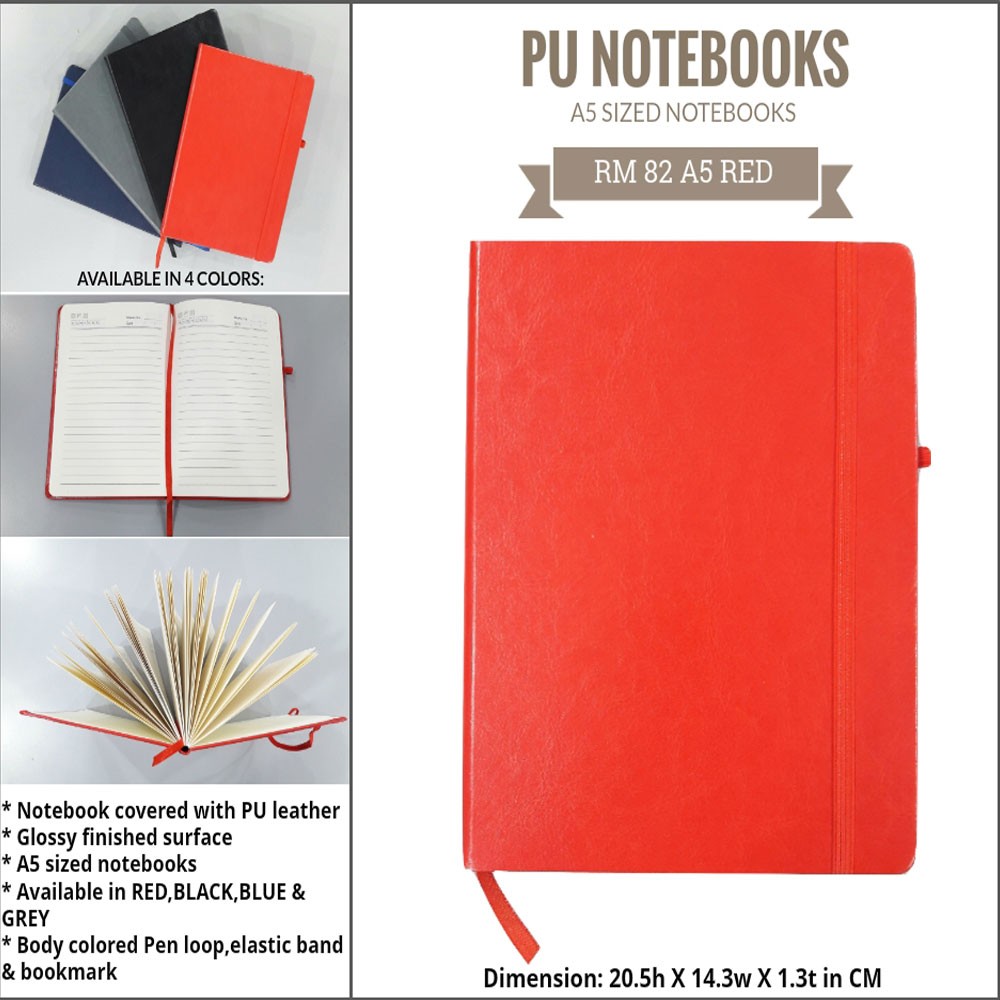 PU NOTEBOOKS
A5 SIZED NOTEBOOKS
RM 82 A5 RED
AVAILABLE IN 4 COLORS:
* Notebook covered with PU leather
* Glossy finished surface
* A5 sized notebooks
* Available in RED,BLACK,BLUE &
GREY
* Body colored Pen loop,elastic band
& bookmark
Dimension: 20.5h X 14.3w X 1.3t in CM